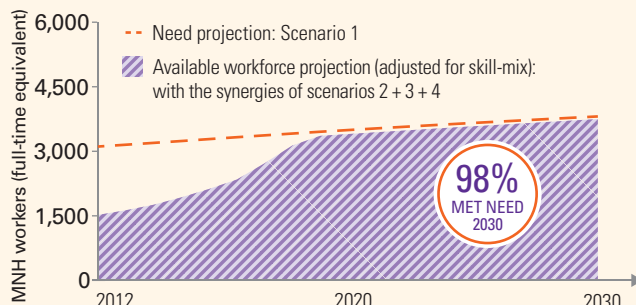 MNH workers (full-time equivalent)
6,000
4,500
3,000
1,500
0
Need projection: Scenario 1
Available workforce projection (adjusted for skill-mix):
with the synergies of scenarios 2 + 3 + 4
98%
MET NEED
2030
2012
2020
2030